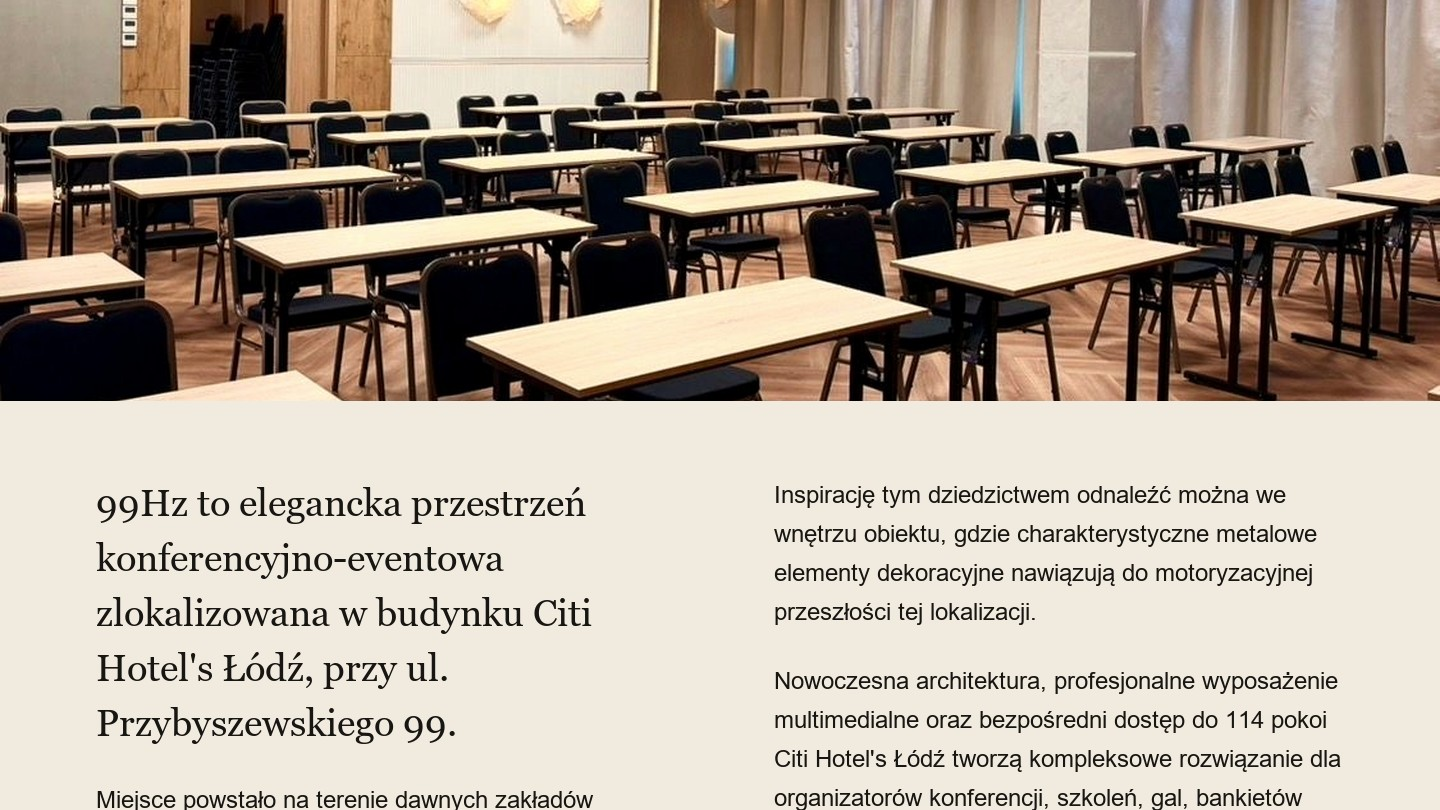 99Hz to elegancka przestrzeń
konferencyjno-eventowa
zlokalizowana w budynku Citi
Hotel's Łódź, przy ul.
Przybyszewskiego 99.
Miejsce powstało na terenie dawnych zakładów
Inspirację tym dziedzictwem odnaleźć można we
wnętrzu obiektu, gdzie charakterystyczne metalowe
elementy dekoracyjne nawiązują do motoryzacyjnej
przeszłości tej lokalizacji.
Nowoczesna architektura, profesjonalne wyposażenie
multimedialne oraz bezpośredni dostęp do 114 pokoi
Citi Hotel's Łódź tworzą kompleksowe rozwiązanie dla
organizatorów konferencji, szkoleń, gal, bankietów